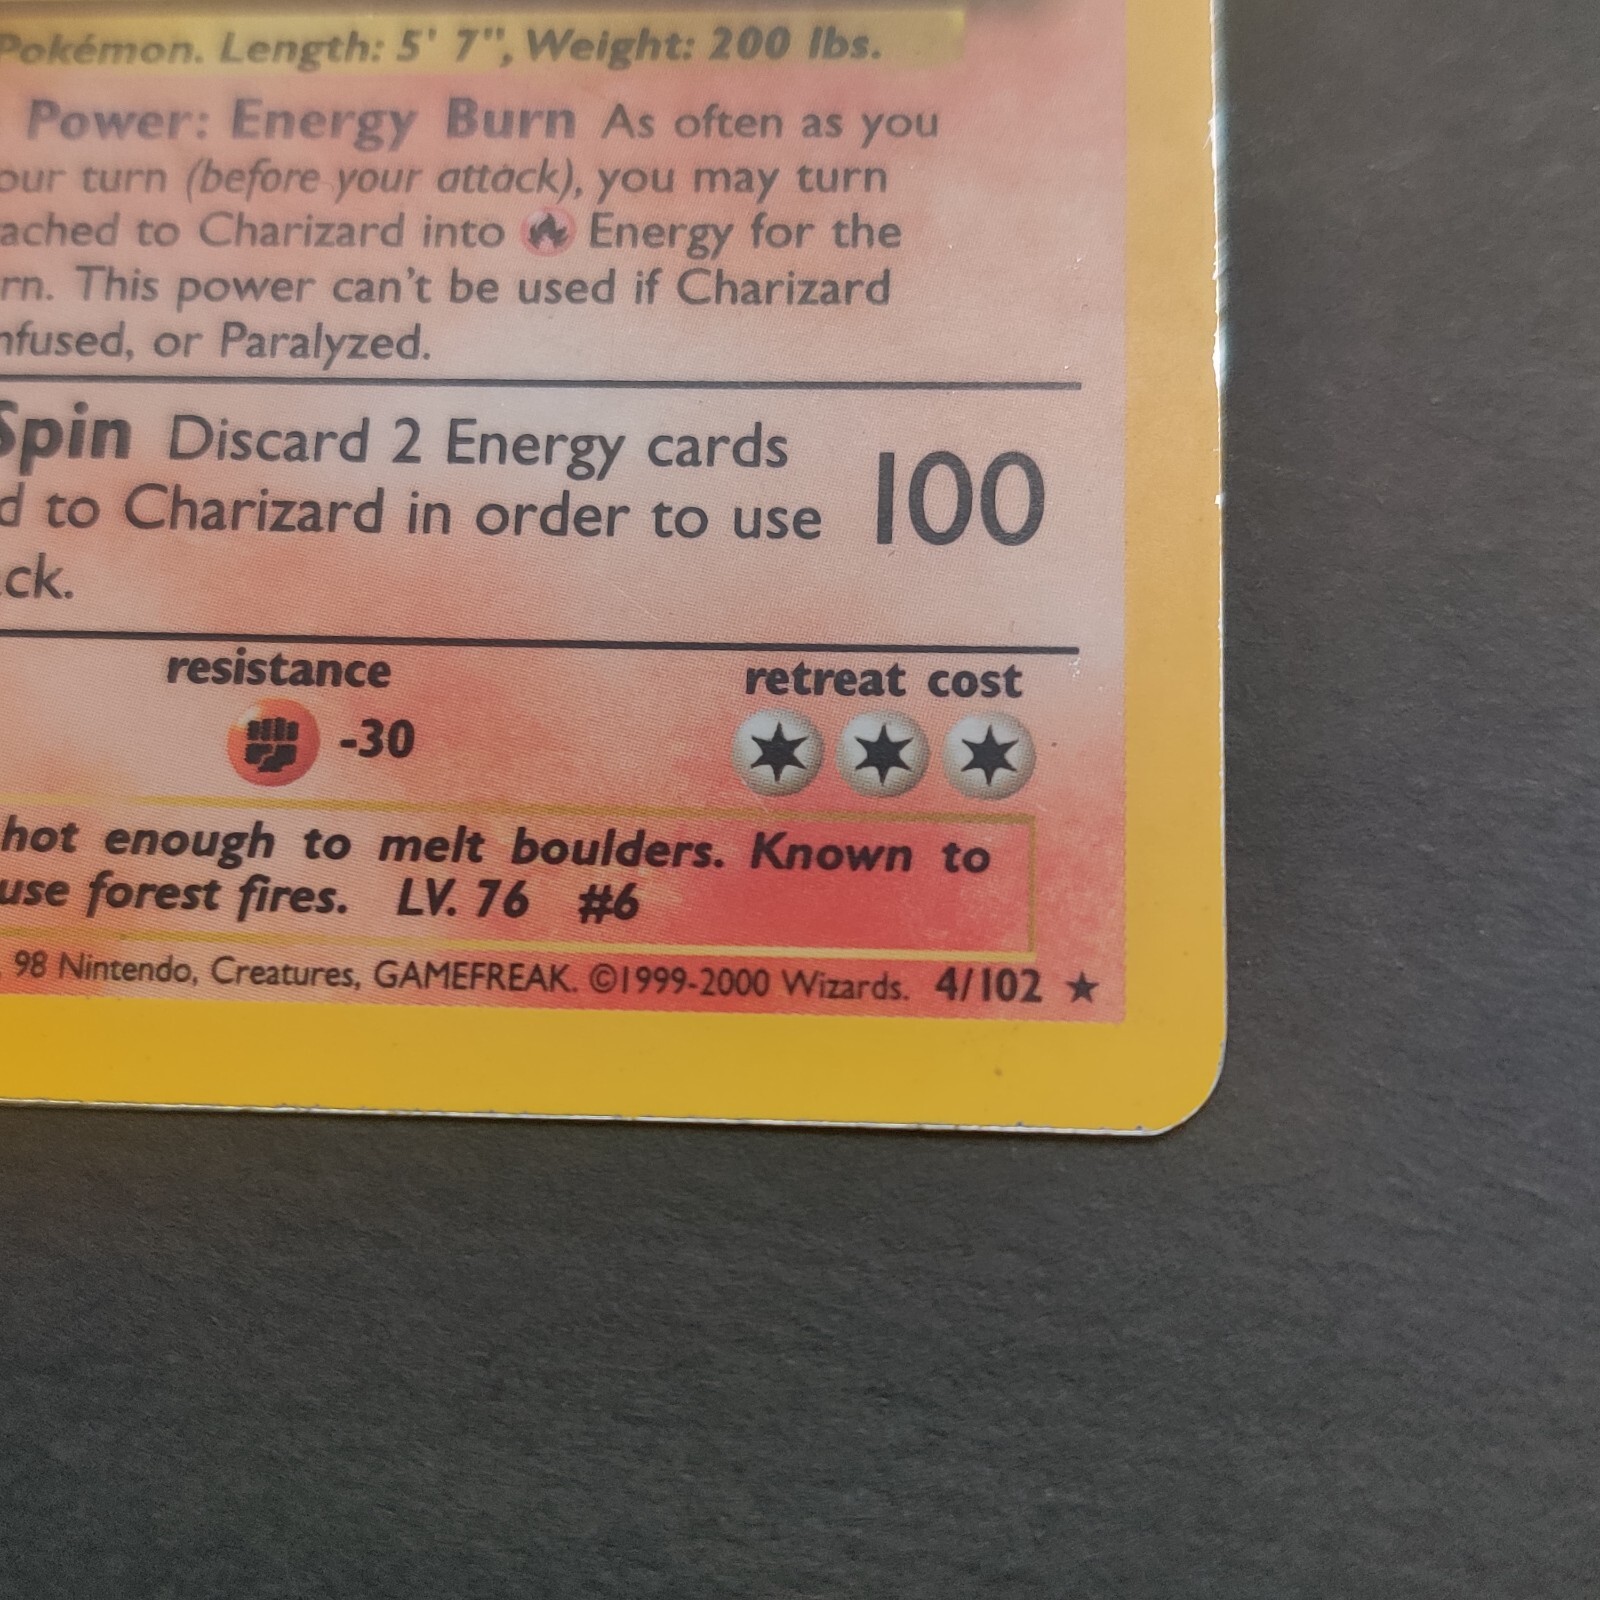 Pokémon. Length: 5' 7", Weight: 200 lbs.
Power: Energy Burn As often as you
our turn (before your attack), you may turn
ached to Charizard into Energy for the
rn. This power can't be used if Charizard
nfused, or Paralyzed.
Spin Discard 2 Energy cards
d to Charizard in order to use
ck.
100
resistance
-30
retreat cost
hot enough to melt boulders. Known to
use forest fires. LV. 76 #6
, 98 Nintendo, Creatures, GAMEFREAK. ©1999-2000 Wizards. 4/102 ★